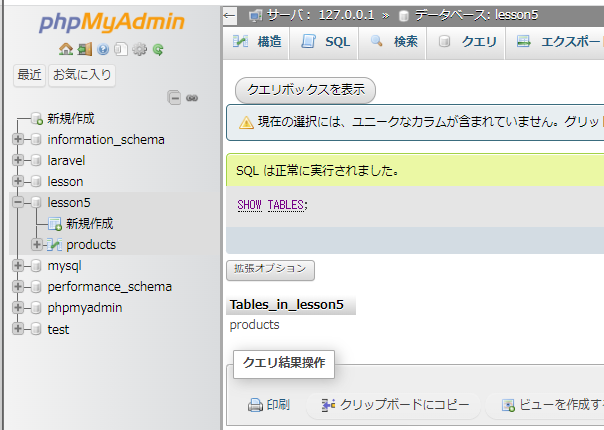 phpMyAdmin
最近 お気に入り
新規作成
information_schema
laravel
lesson
lesson5
新規作成
products
mysql
performance_schema
phpmyadmin
test
サーバ: 127.0.0.1 » データベース: lesson5
構造 SQL 検索 クエリ エクスポー
クエリボックスを表示
現在の選択には、ユニークなカラムが含まれていません。グリッ
SQL は正常に実行されました。
SHOW TABLES;
拡張オプション
Tables_in_lesson5
products
クエリ結果操作
印刷 クリップボードにコピー ビューを作成す